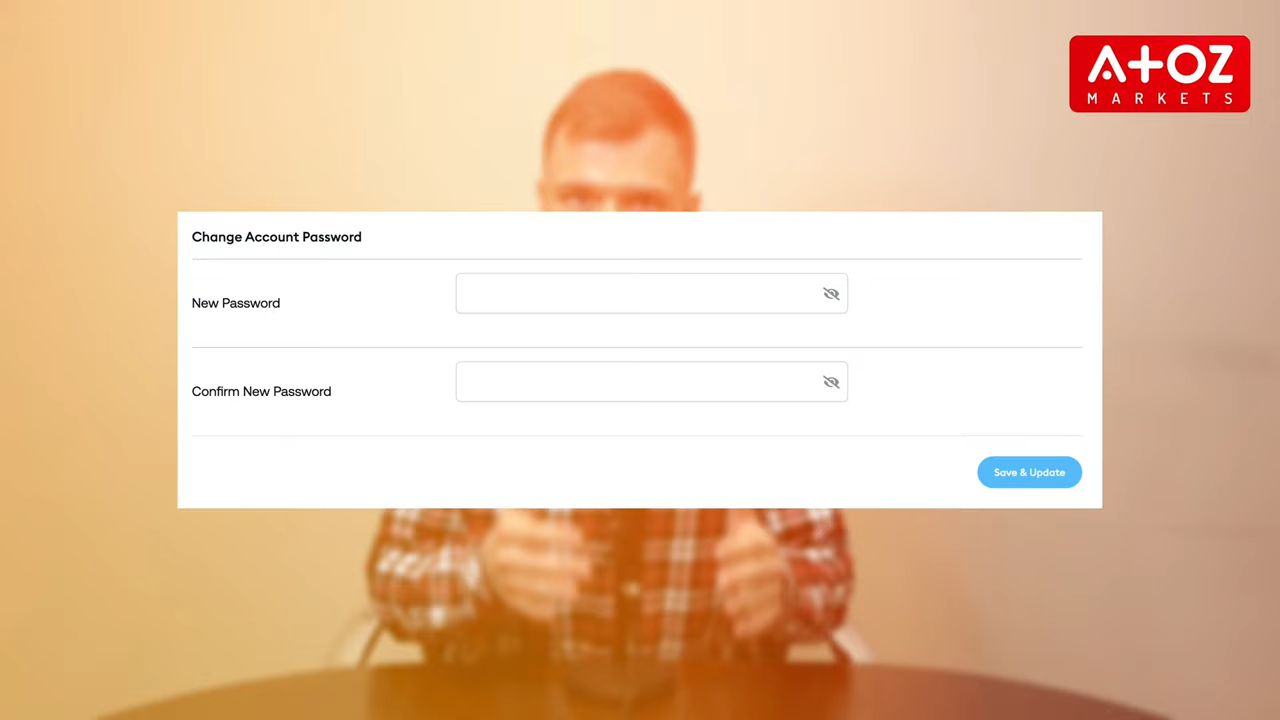 A+OZ
MARKETS
Change Account Password
New Password
Confirm New Password
Save & Update